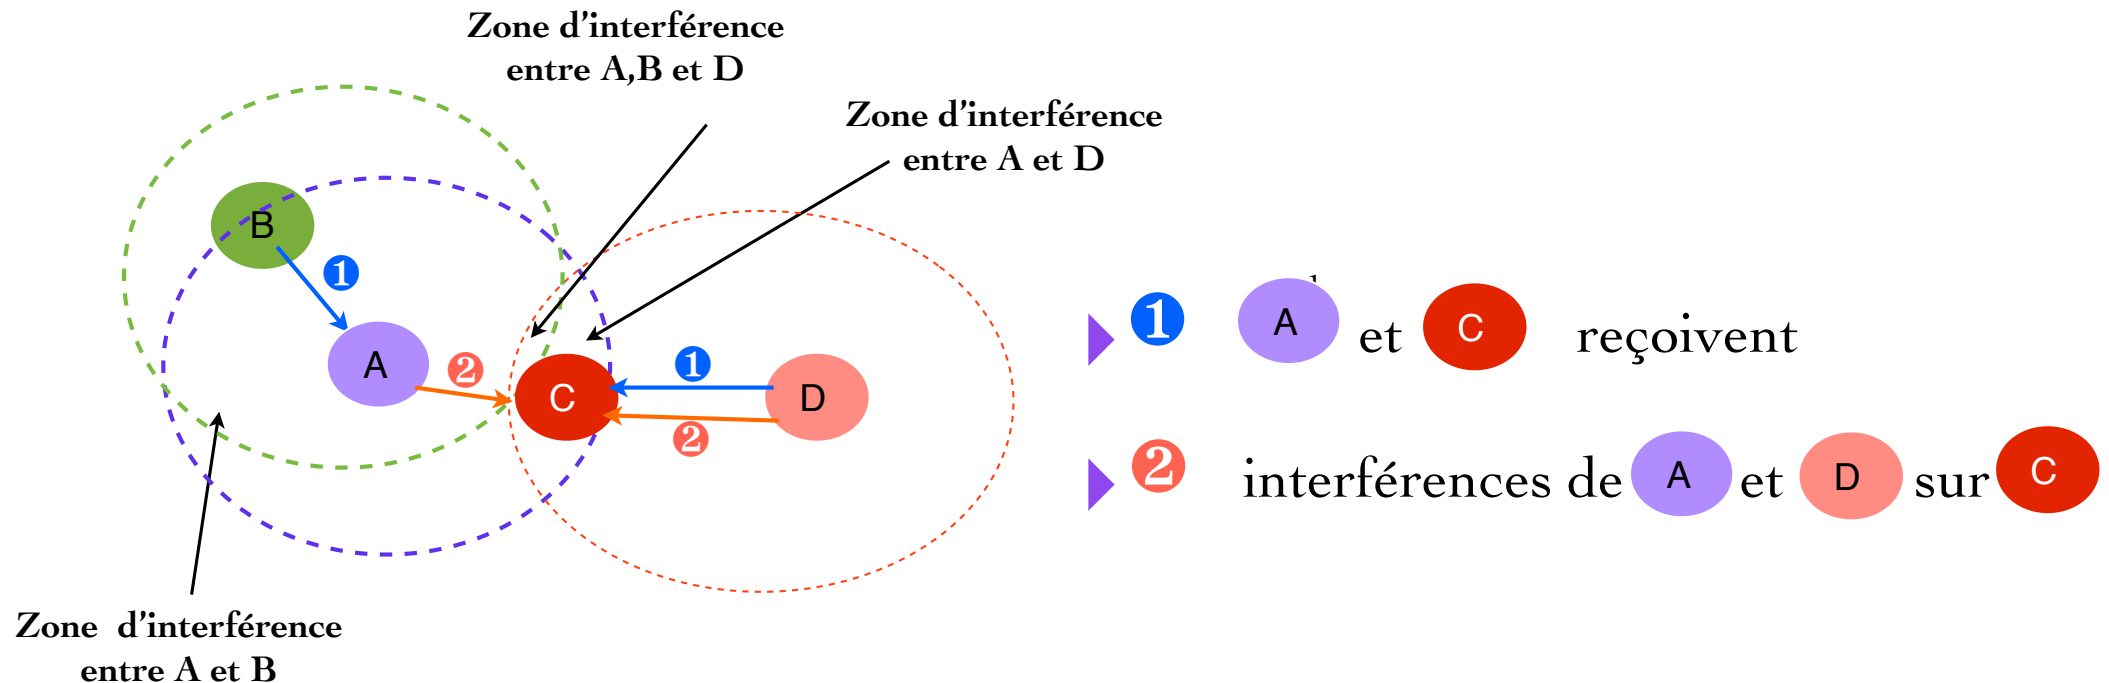 Zone d'interférence
entre A,B et D
Zone d'interférence
entre A et D
B
1
A
2
C
1
D
2
Zone d'interférence
entre A et B
1 A et C reçoivent
2 interférences de A et D sur C